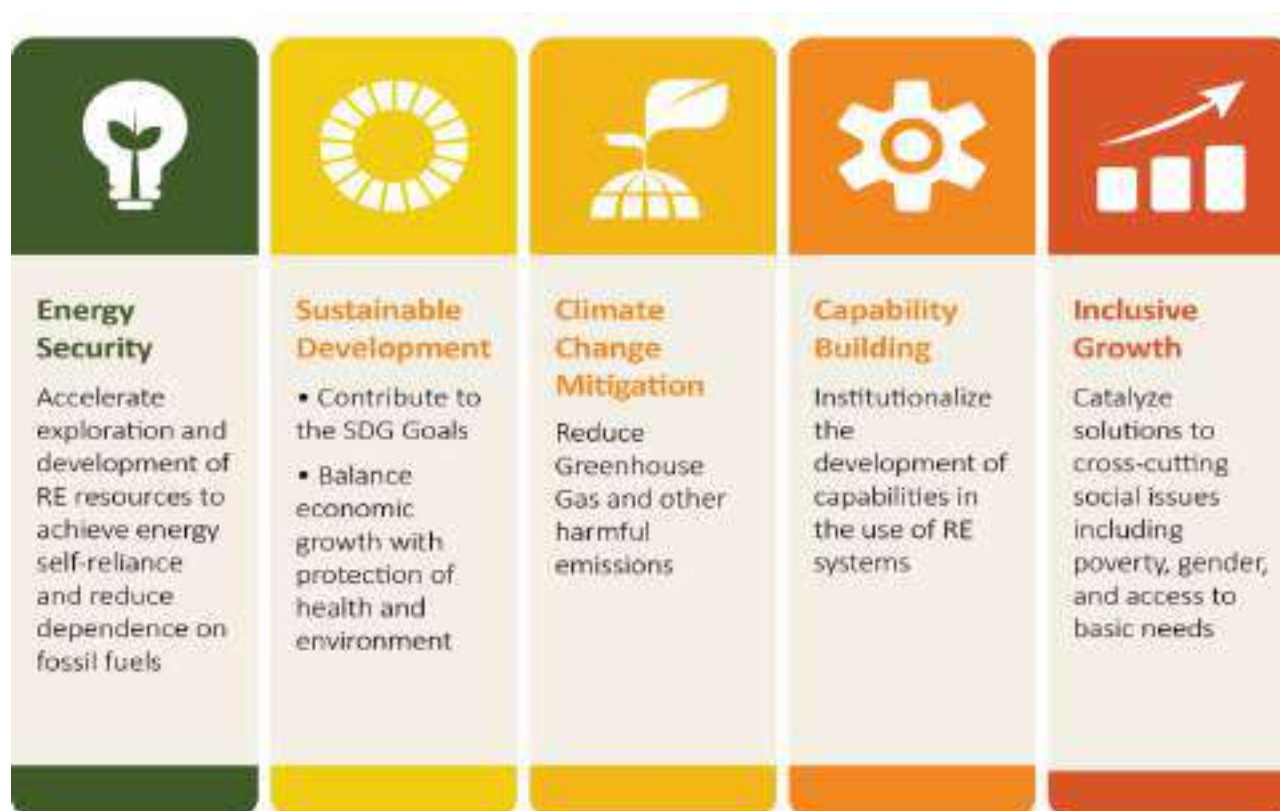 Energy
Security
Accelerate
exploration and
development of
RE resources to
achieve energy
self-reliance
and reduce
dependence on
fossil fuels
Sustainable
Development
• Contribute to
the SDG Goals
• Balance
economic
growth with
protection of
health and
environment
Climate
Change
Mitigation
Reduce
Greenhouse
Gas and other
harmful
emissions
Capability
Building
Institutionalize
the
development of
capabilities in
the use of RE
systems
Inclusive
Growth
Catalyze
solutions to
cross-cutting
social issues
including
poverty, gender,
and access to
basic needs